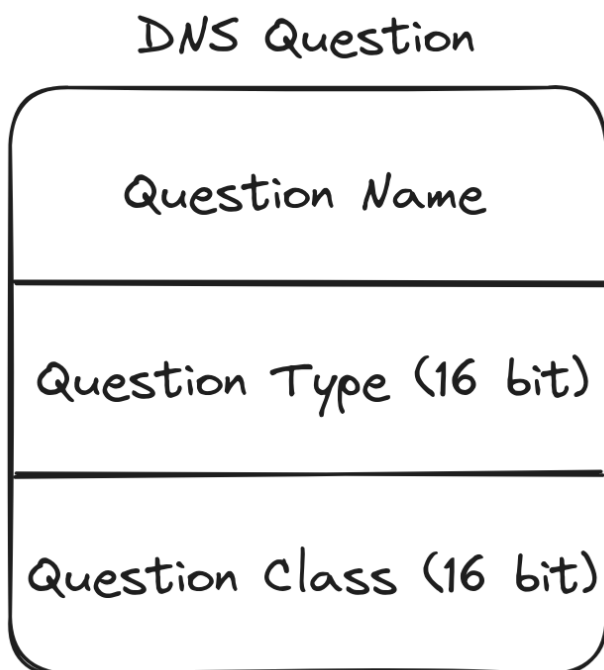 DNS Question
Question Name
Question Type (16 bit)
Question Class (16 bit)